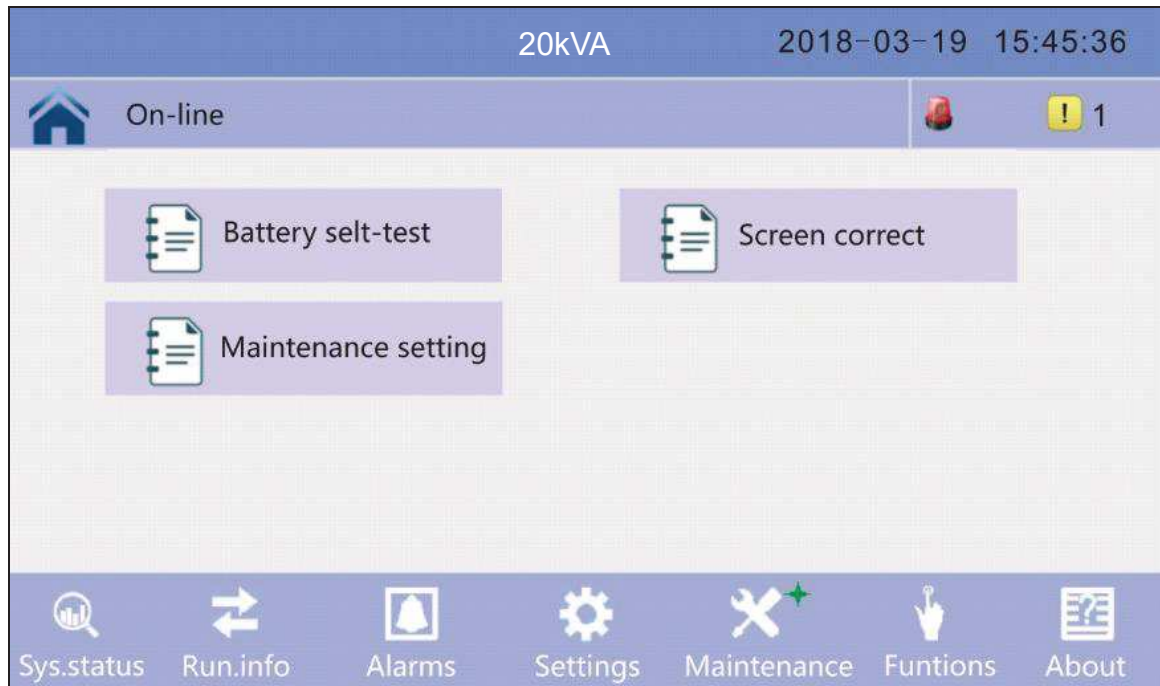 20kVA 2018-03-19 15:45:36
On-line ! 1
Battery selt-test Screen correct
Maintenance setting
Sys.status Run.info Alarms Settings Maintenance Funtions About